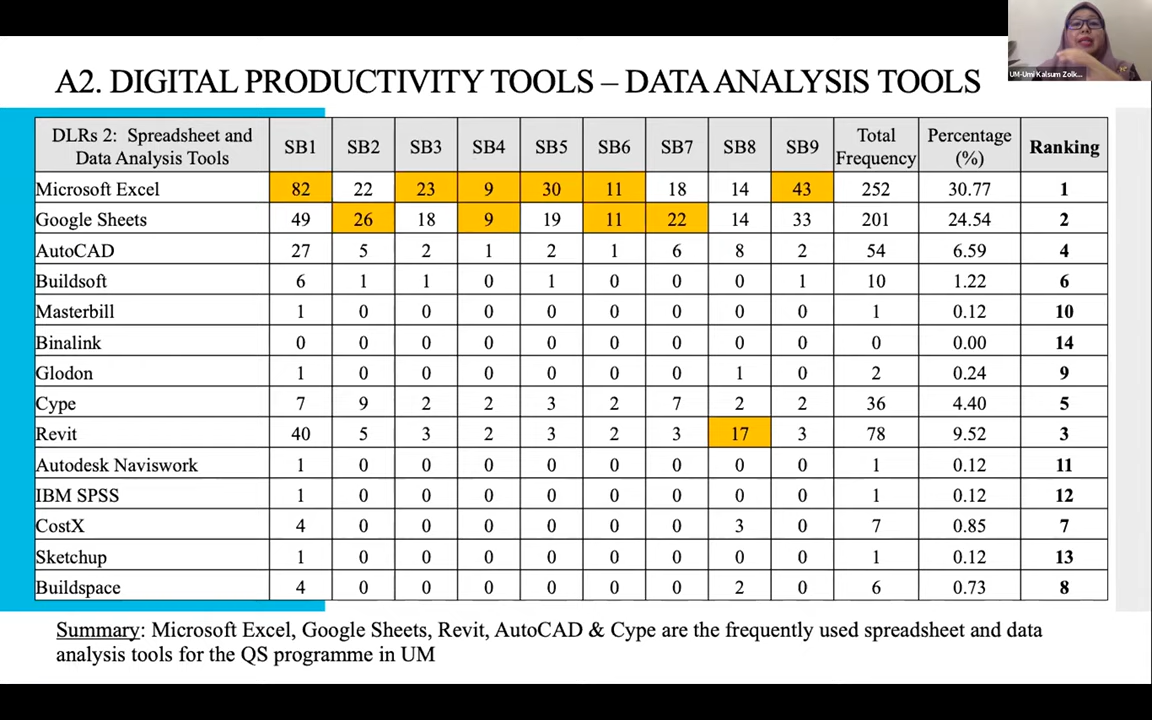 UM-Umi Kalsum Zolk...
A2. DIGITAL PRODUCTIVITY TOOLS – DATA ANALYSIS TOOLS
DLRs 2: Spreadsheet and Data Analysis Tools SB1 SB2 SB3 SB4 SB5 SB6 SB7 SB8 SB9 Total Frequency Percentage (%) Ranking
Microsoft Excel 82 22 23 9 30 11 18 14 43 252 30.77 1
Google Sheets 49 26 18 9 19 11 22 14 33 201 24.54 2
AutoCAD 27 5 2 1 2 1 6 8 2 54 6.59 4
Buildsoft 6 1 1 0 1 0 0 0 1 10 1.22 6
Masterbill 1 0 0 0 0 0 0 0 0 1 0.12 10
Binalink 0 0 0 0 0 0 0 0 0 0 0.00 14
Glodon 1 0 0 0 0 0 0 1 0 2 0.24 9
Cype 7 9 2 2 3 2 7 2 2 36 4.40 5
Revit 40 5 3 2 3 2 3 17 3 78 9.52 3
Autodesk Naviswork 1 0 0 0 0 0 0 0 0 1 0.12 11
IBM SPSS 1 0 0 0 0 0 0 0 0 1 0.12 12
CostX 4 0 0 0 0 0 0 3 0 7 0.85 7
Sketchup 1 0 0 0 0 0 0 0 0 1 0.12 13
Buildspace 4 0 0 0 0 0 0 2 0 6 0.73 8
Summary: Microsoft Excel, Google Sheets, Revit, AutoCAD & Cype are the frequently used spreadsheet and data
analysis tools for the QS programme in UM